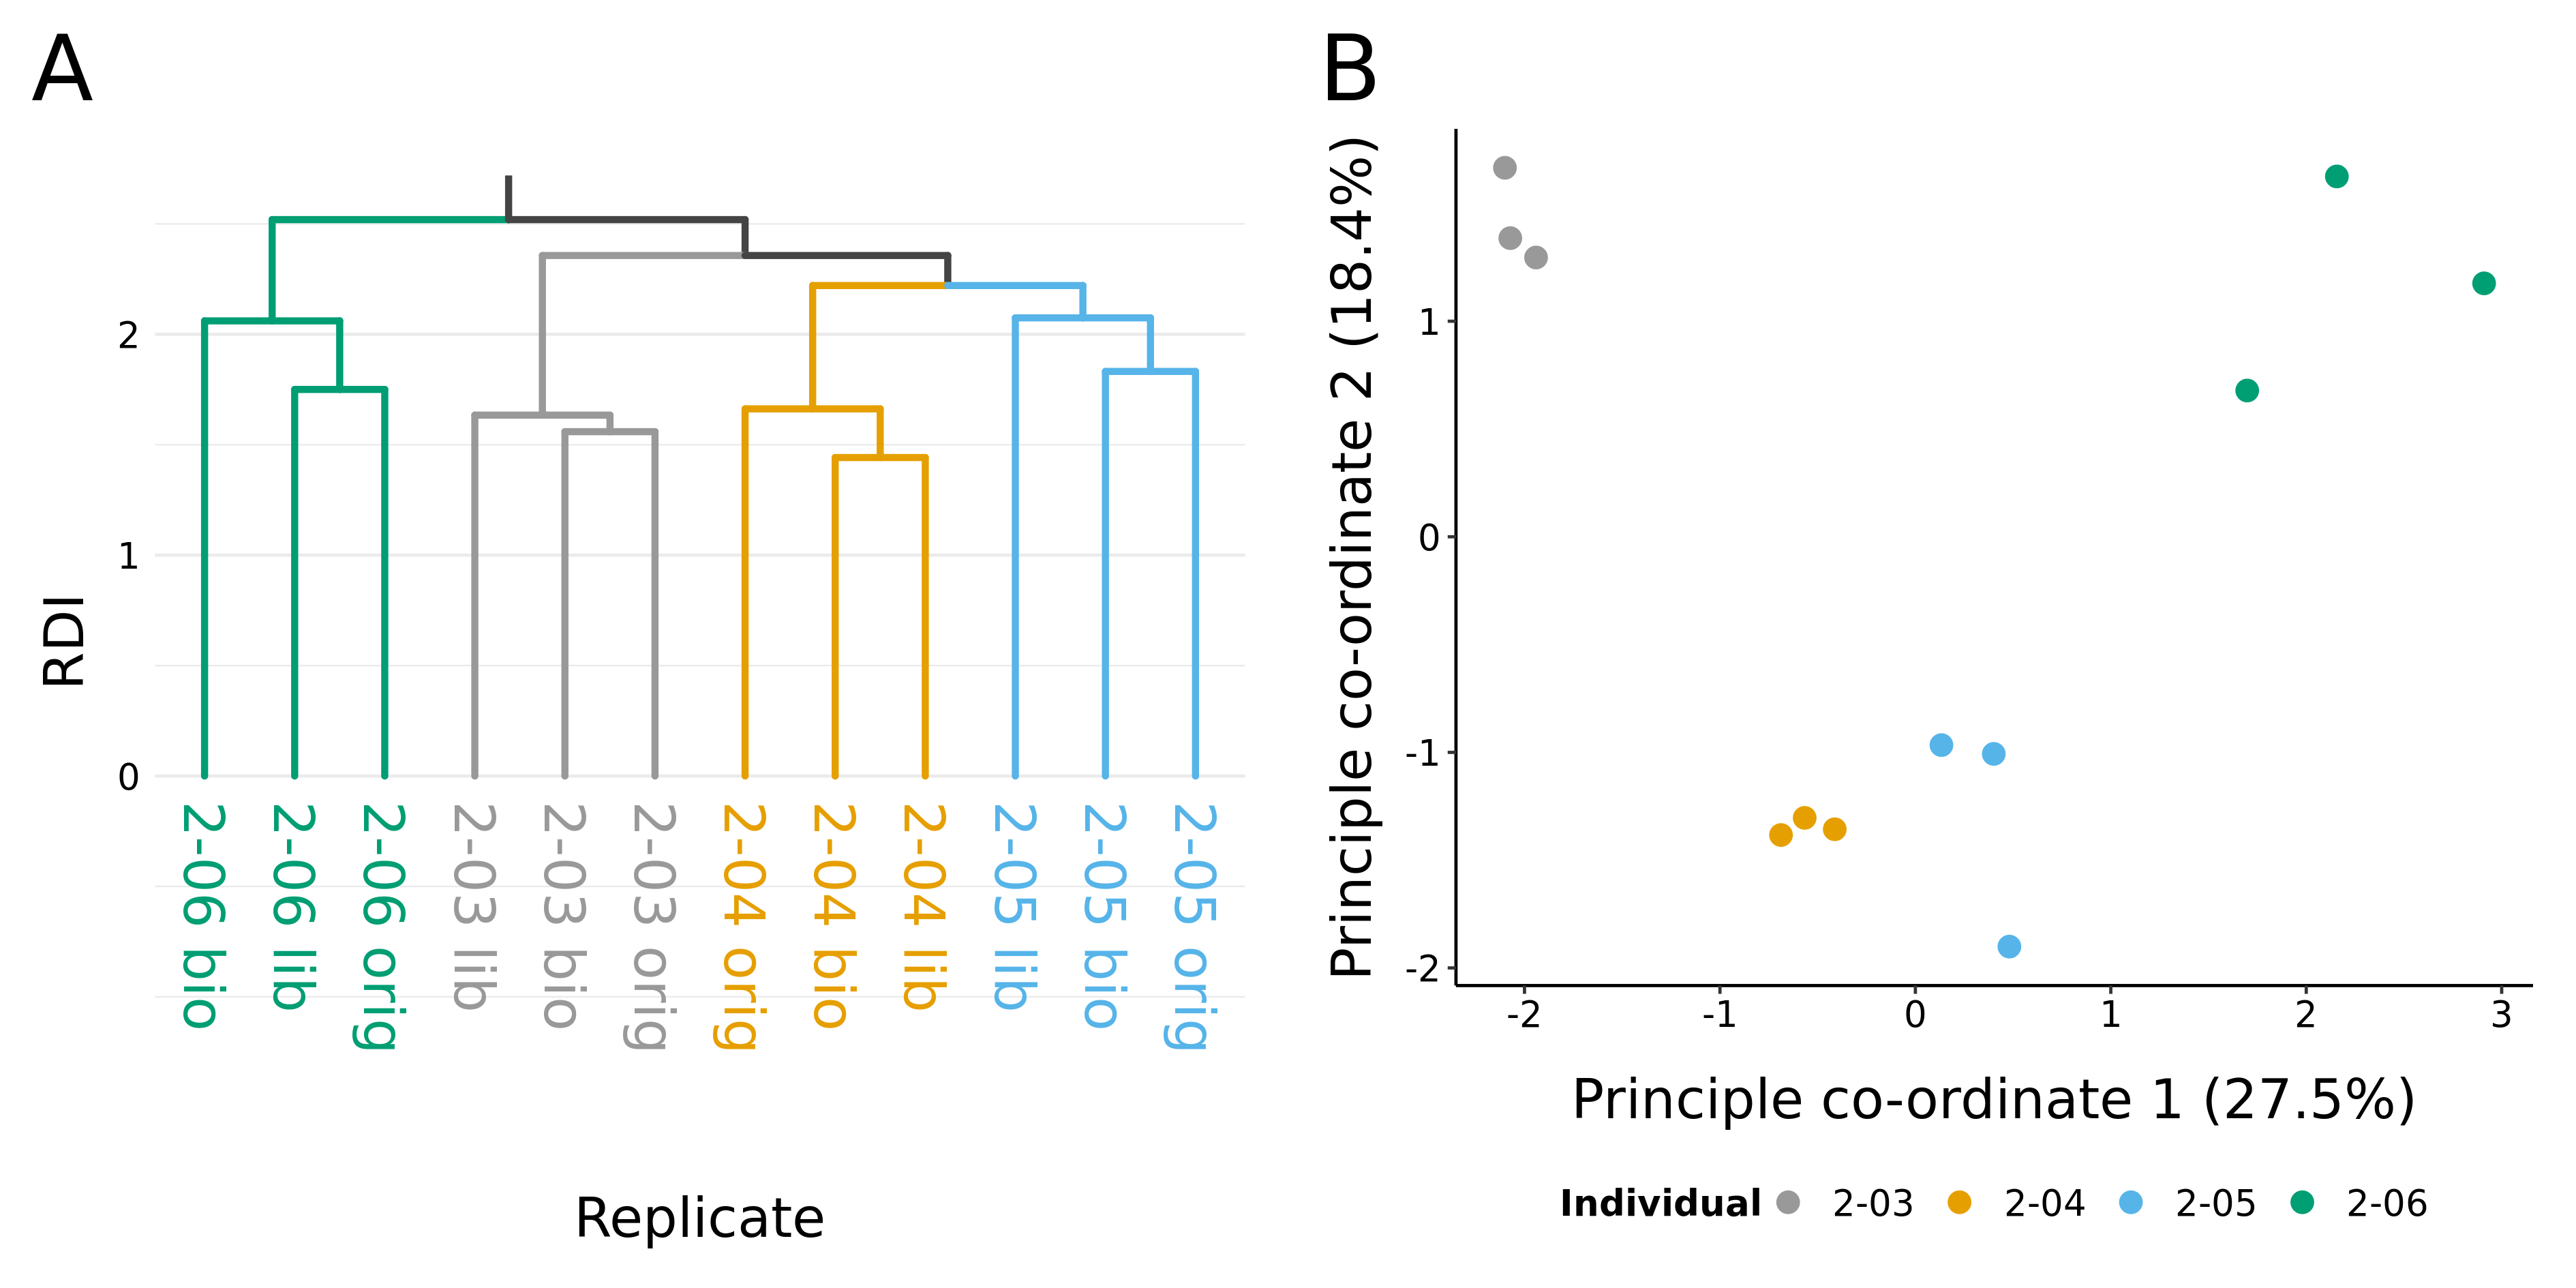 A
B
RDI
2
1
0
2-06 bio
2-06 lib
2-06 orig
2-03 lib
2-03 bio
2-03 orig
2-04 orig
2-04 bio
2-04 lib
2-05 lib
2-05 bio
2-05 orig
Replicate
Principle co-ordinate 2 (18.4%)
1
0
-1
-2
-2
-1
0
1
2
3
Principle co-ordinate 1 (27.5%)
Individual 2-03 2-04 2-05 2-06